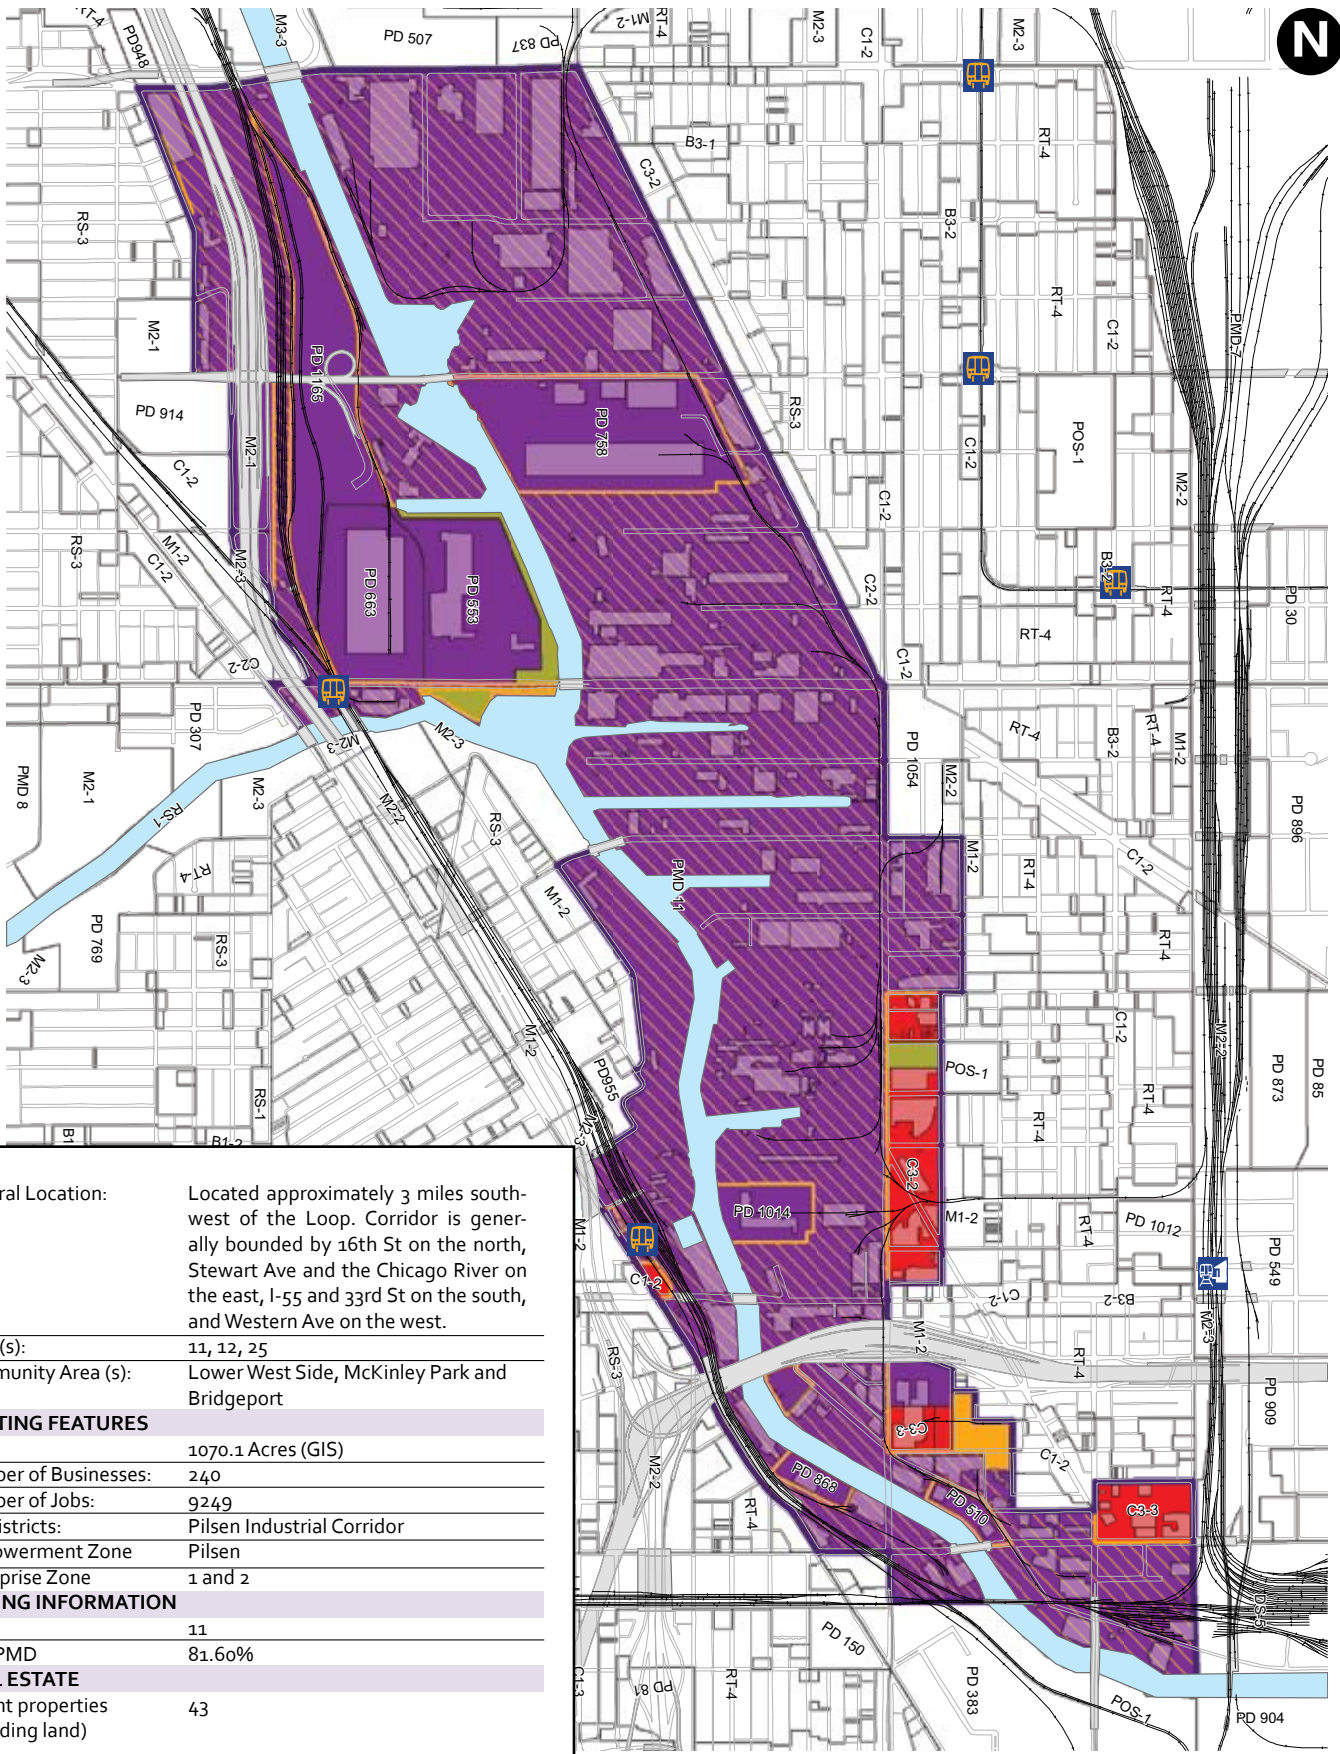 N
RT-4
PD948
M3-3
PD 507
PD 837
M1-2
RT-4
M2-3
C1-2
M2-3
RT-4
B3-1
C3-2
RS-3
B3-2
RT-4
C1-2
PMD-7
M2-1
PD 1165
PD 914
M2-1
C1-2
PD 758
RS-3
C1-2
POS-1
M2-2
C1-2
RS-3
M1-2
C1-2
M2-3
PD 663
PD 653
C2-2
B3-2
RT-4
PD 30
RT-4
C1-2
C2-2
PD 307
M2-3
M2-3
PD 1054
M2-2
RT-4
B3-2
RT-4
M1-2
PMD 8
M2-1
RS-1
M2-3
M2-2
RS-3
PD 896
RT-4
M1-2
PMD 11
M1-2
RT-4
C1-2
PD 769
M2-3
RS-3
RT-4
M1-2
PD955
C1-2
M2-2
POS-1
PD 873
PD 85
RS-1
B1-2
M2-3
RT-4
RT-4
C3-2
PD 1014
M1-2
RT-4
PD 1012
PD 549
M1-2
C1-2
C1-2
B3-2
M2-3
RS-3
M1-2
RT-4
PD 909
C3-3
C1-2
M2-2
PD 868
PD 510
C3-3
RT-4
DS-5
PD 150
C1-3
PD 81
RT-4
PD 383
POS-1
PD 904
ral Location: Located approximately 3 miles south-
west of the Loop. Corridor is gener-
ally bounded by 16th St on the north,
Stewart Ave and the Chicago River on
the east, I-55 and 33rd St on the south,
and Western Ave on the west.
(s): 11, 12, 25
munity Area (s): Lower West Side, McKinley Park and
Bridgeport
TING FEATURES
1070.1 Acres (GIS)
ber of Businesses: 240
ber of Jobs: 9249
istricts: Pilsen Industrial Corridor
owerment Zone Pilsen
rprise Zone 1 and 2
NG INFORMATION
11
PMD 81.60%
L ESTATE
nt properties 43
ding land)